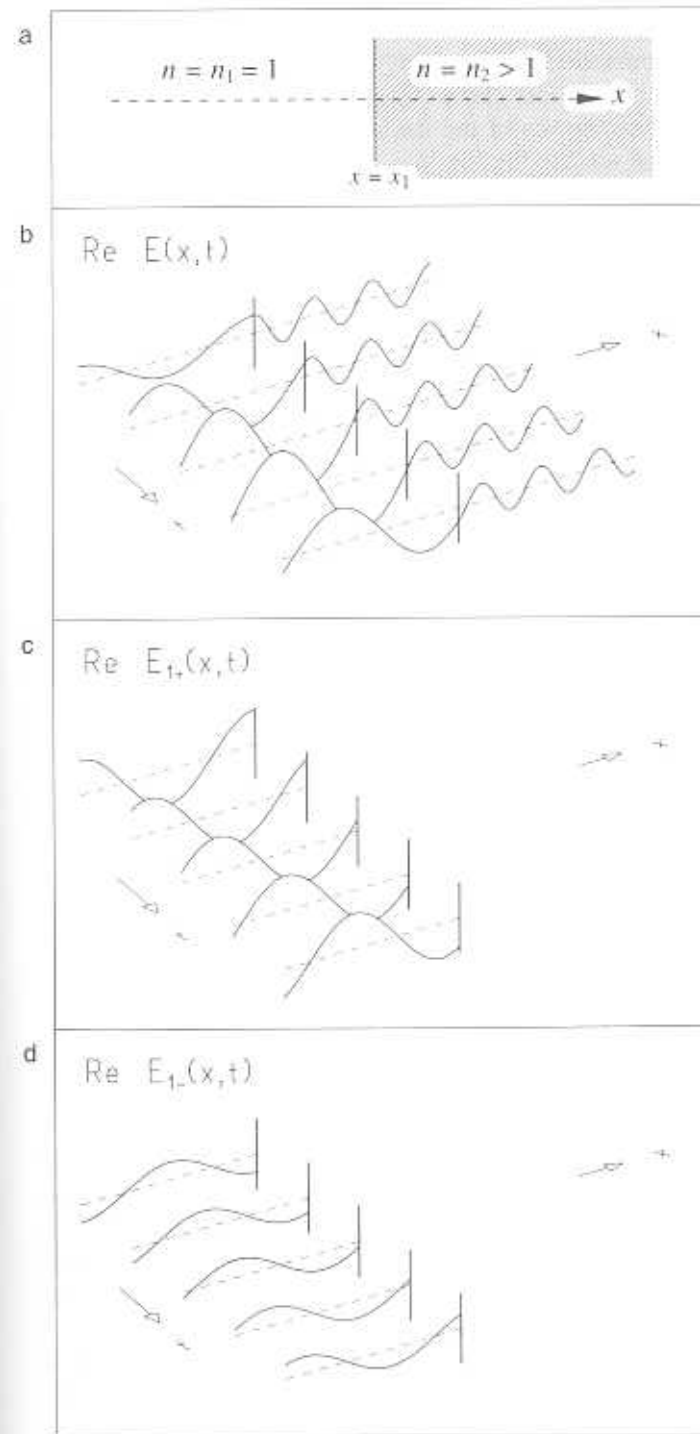 a
n = n₁ = 1
n = n₂ > 1
x
x = x₁
b
Re E(x,t)
x
t
c
Re E₁₊(x,t)
x
t
d
Re E₁₋(x,t)
x
t